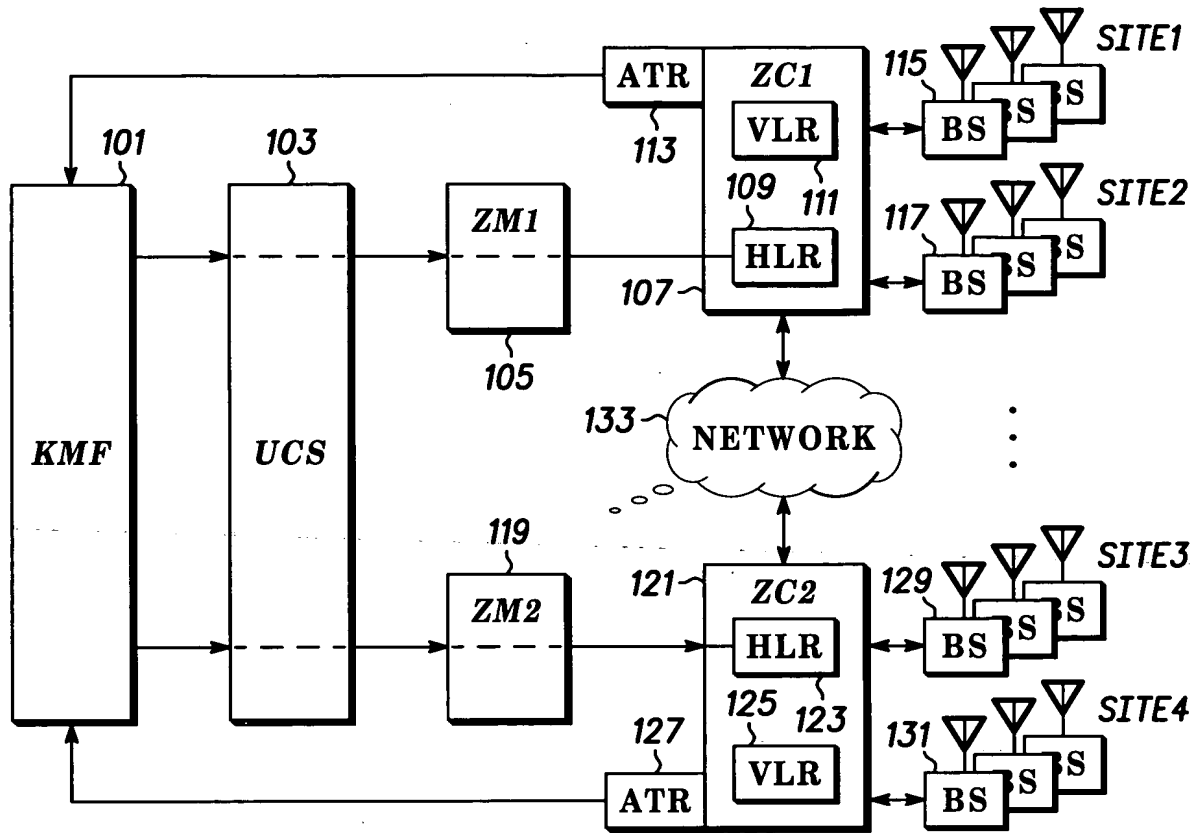 ATR
113
ZC1
VLR
111
109
HLR
107
115
BS
BS
BS
SITE1
117
BS
BS
BS
SITE2
101
KMF
103
UCS
ZM1
105
133
NETWORK
119
ZM2
121
ZC2
HLR
123
125
VLR
127
ATR
129
BS
BS
BS
SITE3
131
BS
BS
BS
SITE4